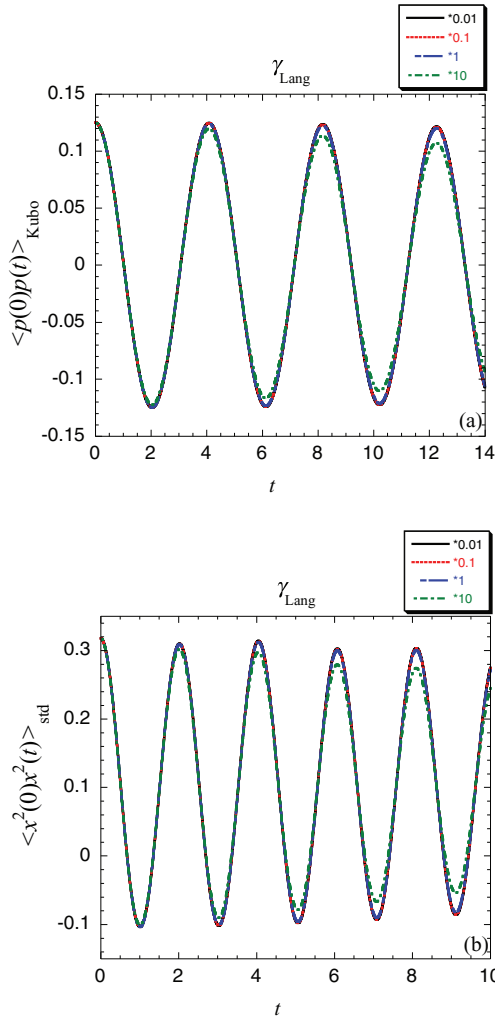 *0.01
*0.1
*1
*10
γLang
0.15
0.1
0.05
0
-0.05
-0.1
-0.15
<p(0)p(t)>Kubo
(a)
0 2 4 6 8 10 12 14
t
*0.01
*0.1
*1
*10
γLang
0.3
0.2
0.1
0
-0.1
<x²(0)x²(t)>std
(b)
0 2 4 6 8 10
t